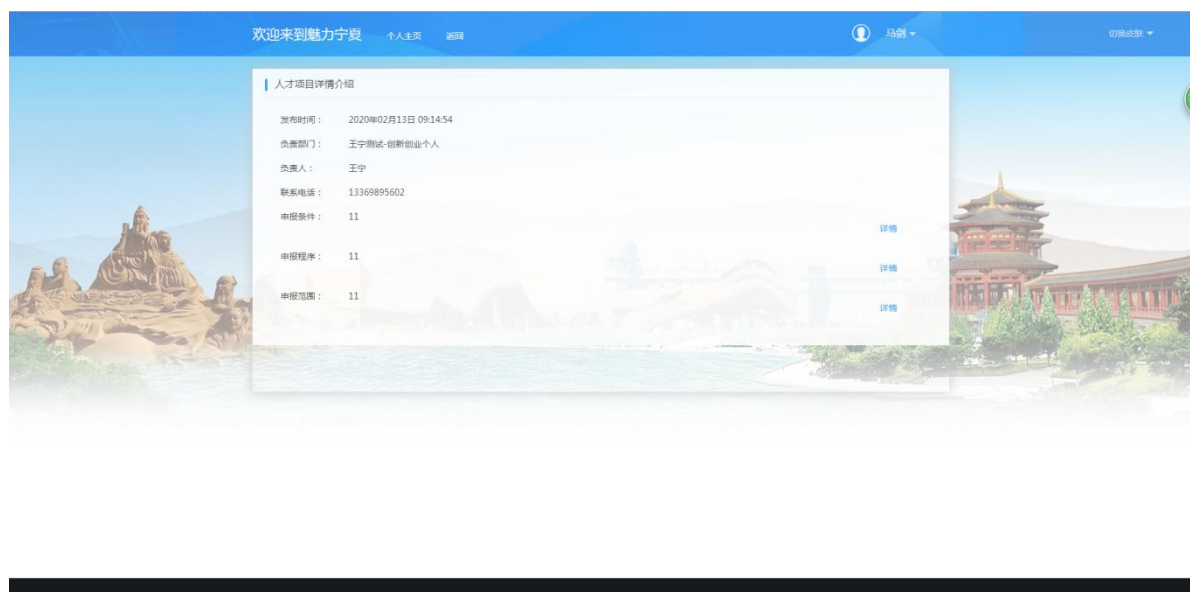 欢迎来到魅力宁夏 个人主页 返回 马剑 切换皮肤
人才项目详情介绍
发布时间： 2020年02月13日 09:14:54
负责部门： 王宁测试-创新创业个人
负责人： 王宁
联系电话： 13369895602
申报条件： 11
详情
申报程序： 11
详情
申报范围： 11
详情